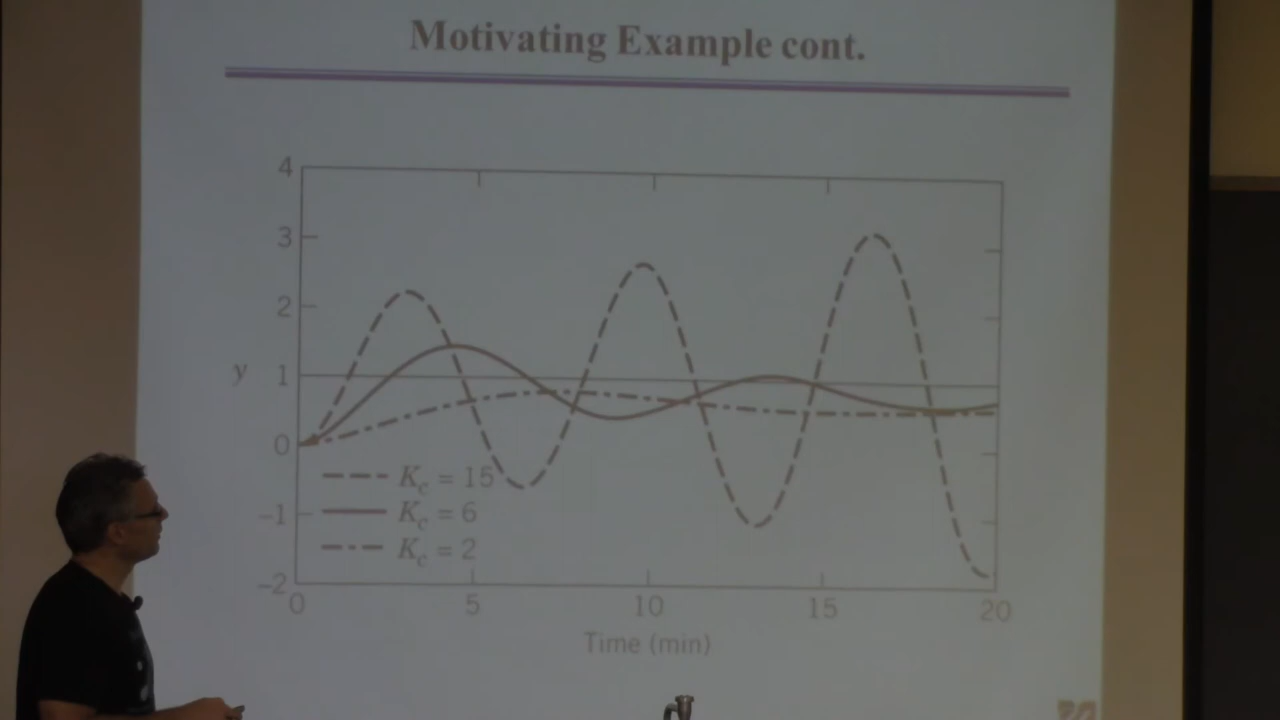 Motivating Example cont.
4
3
2
y
1
0
K_c = 15
-1
K_c = 6
K_c = 2
-2
0 5 10 15 20
Time (min)